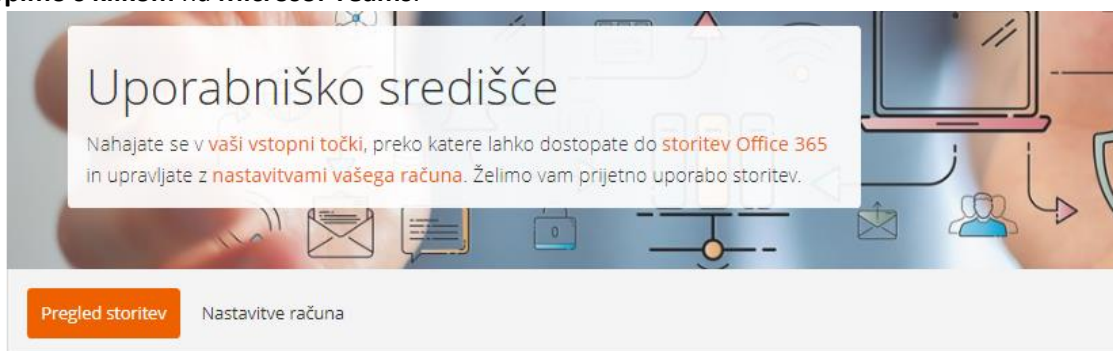 Uporabniško središče
Nahajate se v vaši vstopni točki, preko katere lahko dostopate do storitev Office 365
in upravljate z nastavitvami vašega računa. Želimo vam prijetno uporabo storitev.
Pregled storitev Nastavitve računa